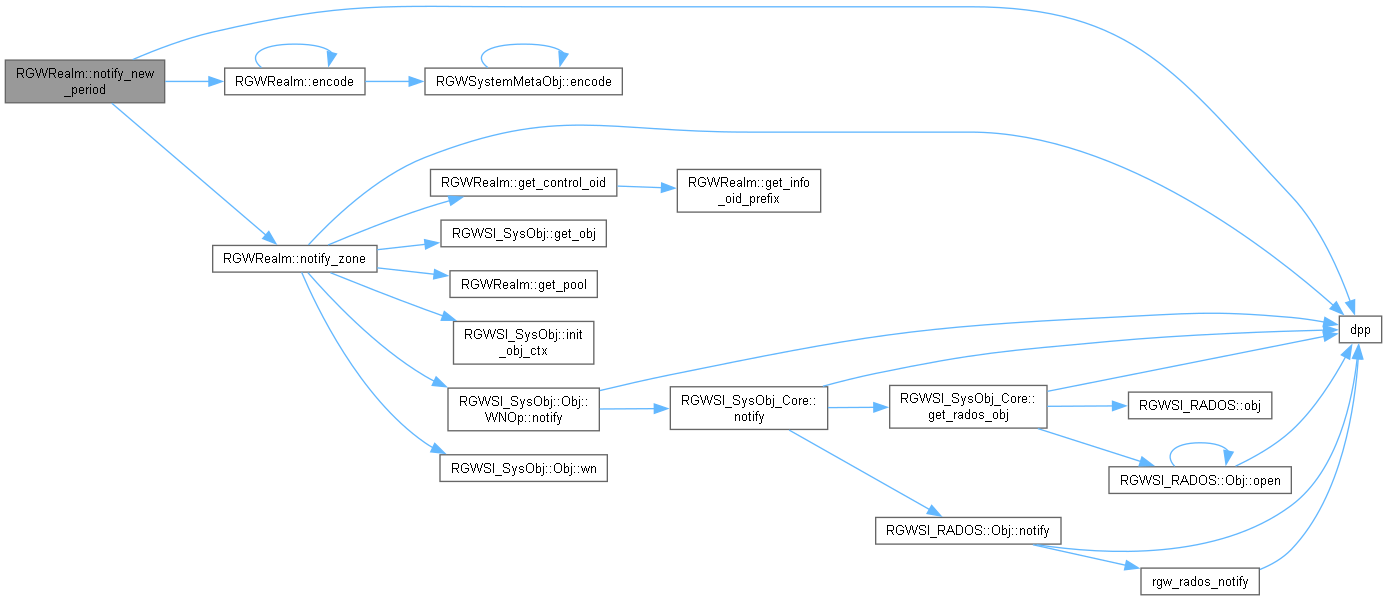 RGWRealm::notify_new
_period
RGWRealm::encode
RGWSystemMetaObj::encode
RGWRealm::notify_zone
RGWRealm::get_control_oid
RGWRealm::get_info
_oid_prefix
RGWSI_SysObj::get_obj
RGWRealm::get_pool
RGWSI_SysObj::init
_obj_ctx
RGWSI_SysObj::Obj::
WNOp::notify
RGWSI_SysObj::Obj::wn
RGWSI_SysObj_Core::
notify
RGWSI_SysObj_Core::
get_rados_obj
RGWSI_RADOS::obj
RGWSI_RADOS::Obj::open
RGWSI_RADOS::Obj::notify
rgw_rados_notify
dpp